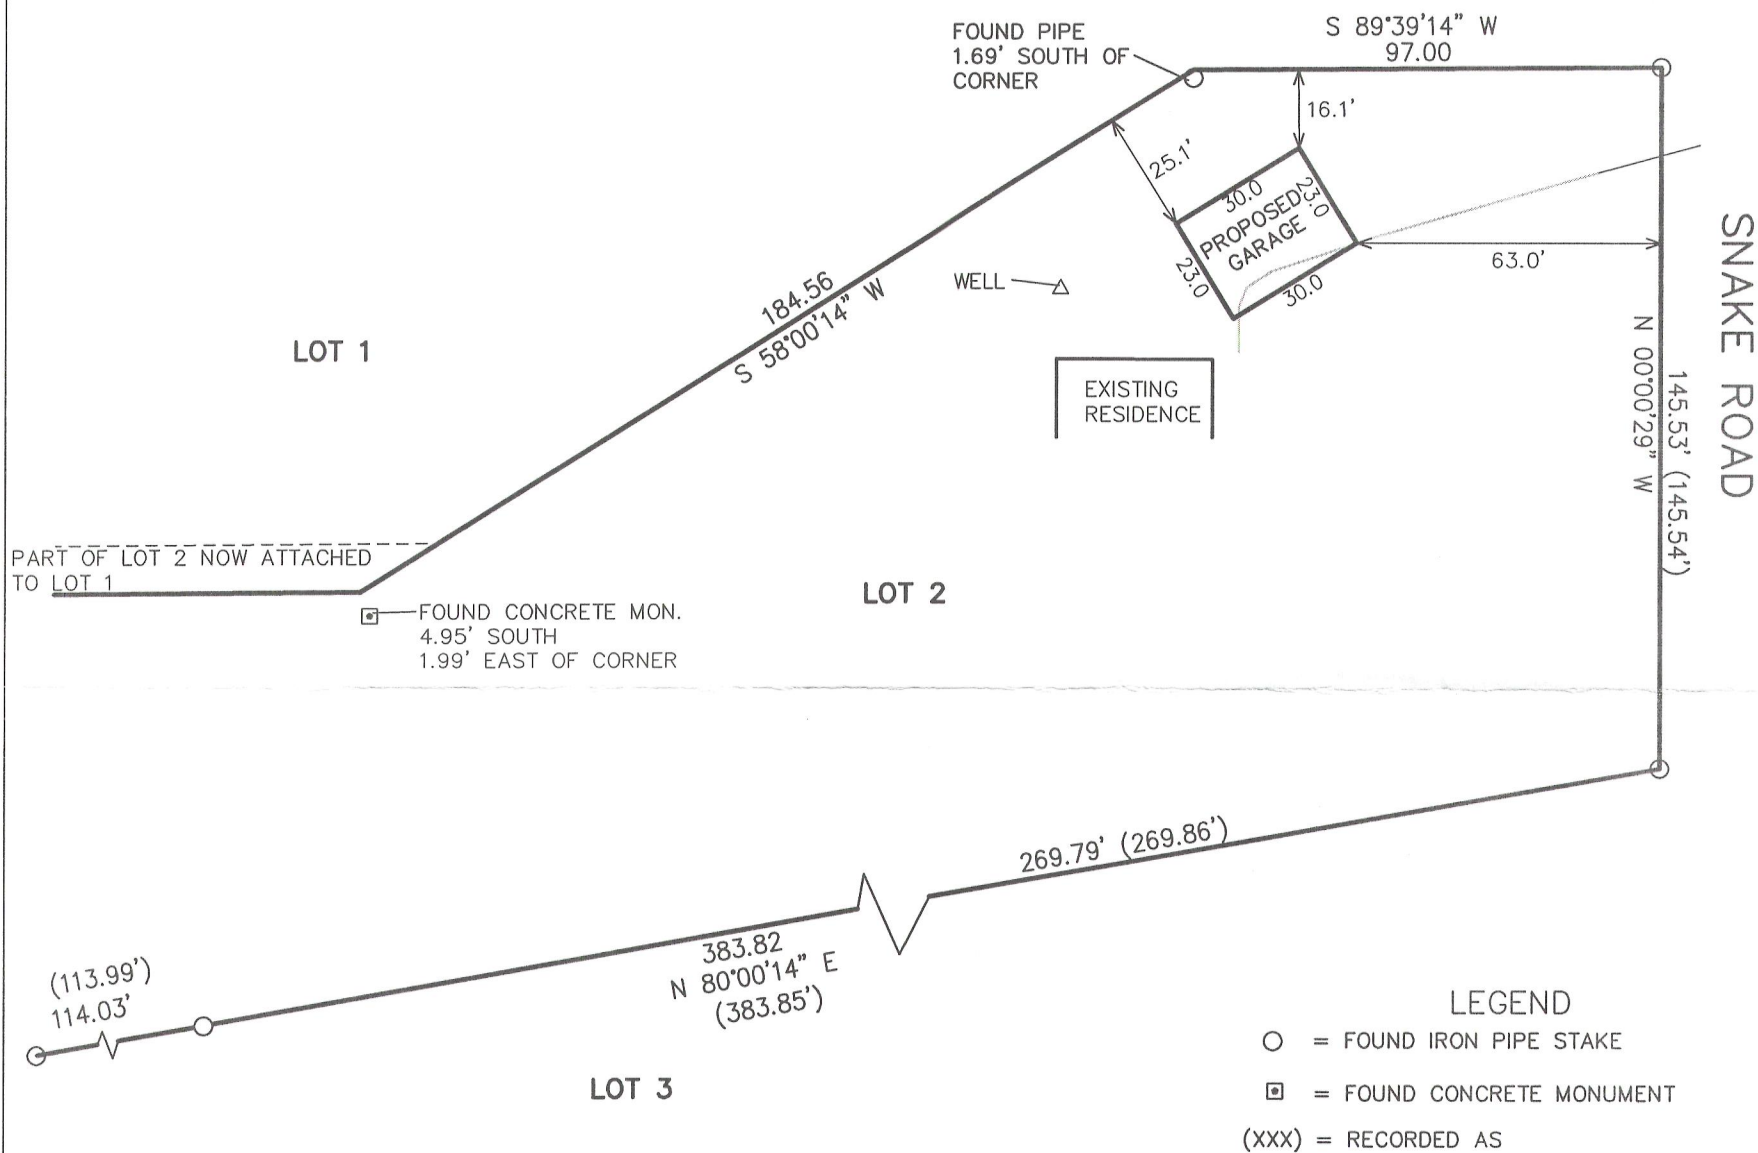 FOUND PIPE
1.69' SOUTH OF
CORNER
S 89°39'14" W
97.00
16.1'
25.1'
30.0
23.0
PROPOSED
GARAGE
23.0
30.0
63.0'
WELL
184.56
S 58°00'14" W
LOT 1
EXISTING
RESIDENCE
N 00°00'29" W
145.53' (145.54')
SNAKE ROAD
PART OF LOT 2 NOW ATTACHED
TO LOT 1
LOT 2
FOUND CONCRETE MON.
4.95' SOUTH
1.99' EAST OF CORNER
269.79' (269.86')
383.82
N 80°00'14" E
(383.85')
(113.99')
114.03'
LOT 3
LEGEND
= FOUND IRON PIPE STAKE
= FOUND CONCRETE MONUMENT
(XXX) = RECORDED AS